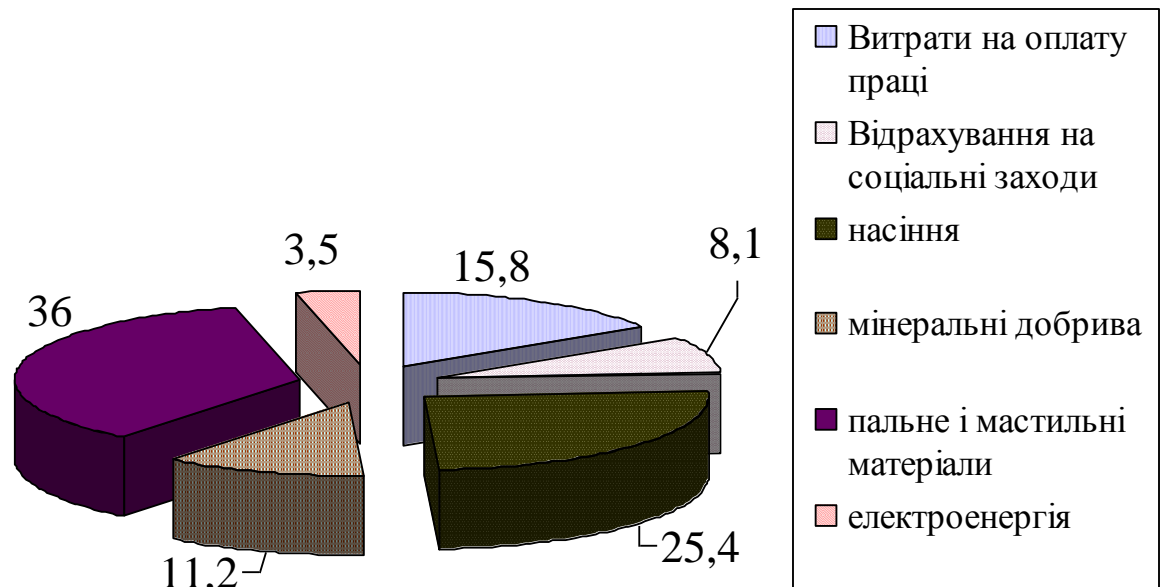 Витрати на оплату
праці
Відрахування на
соціальні заходи
насіння
мінеральні добрива
пальне і мастильні
матеріали
електроенергія
3,5
15,8
8,1
36
25,4
11,2